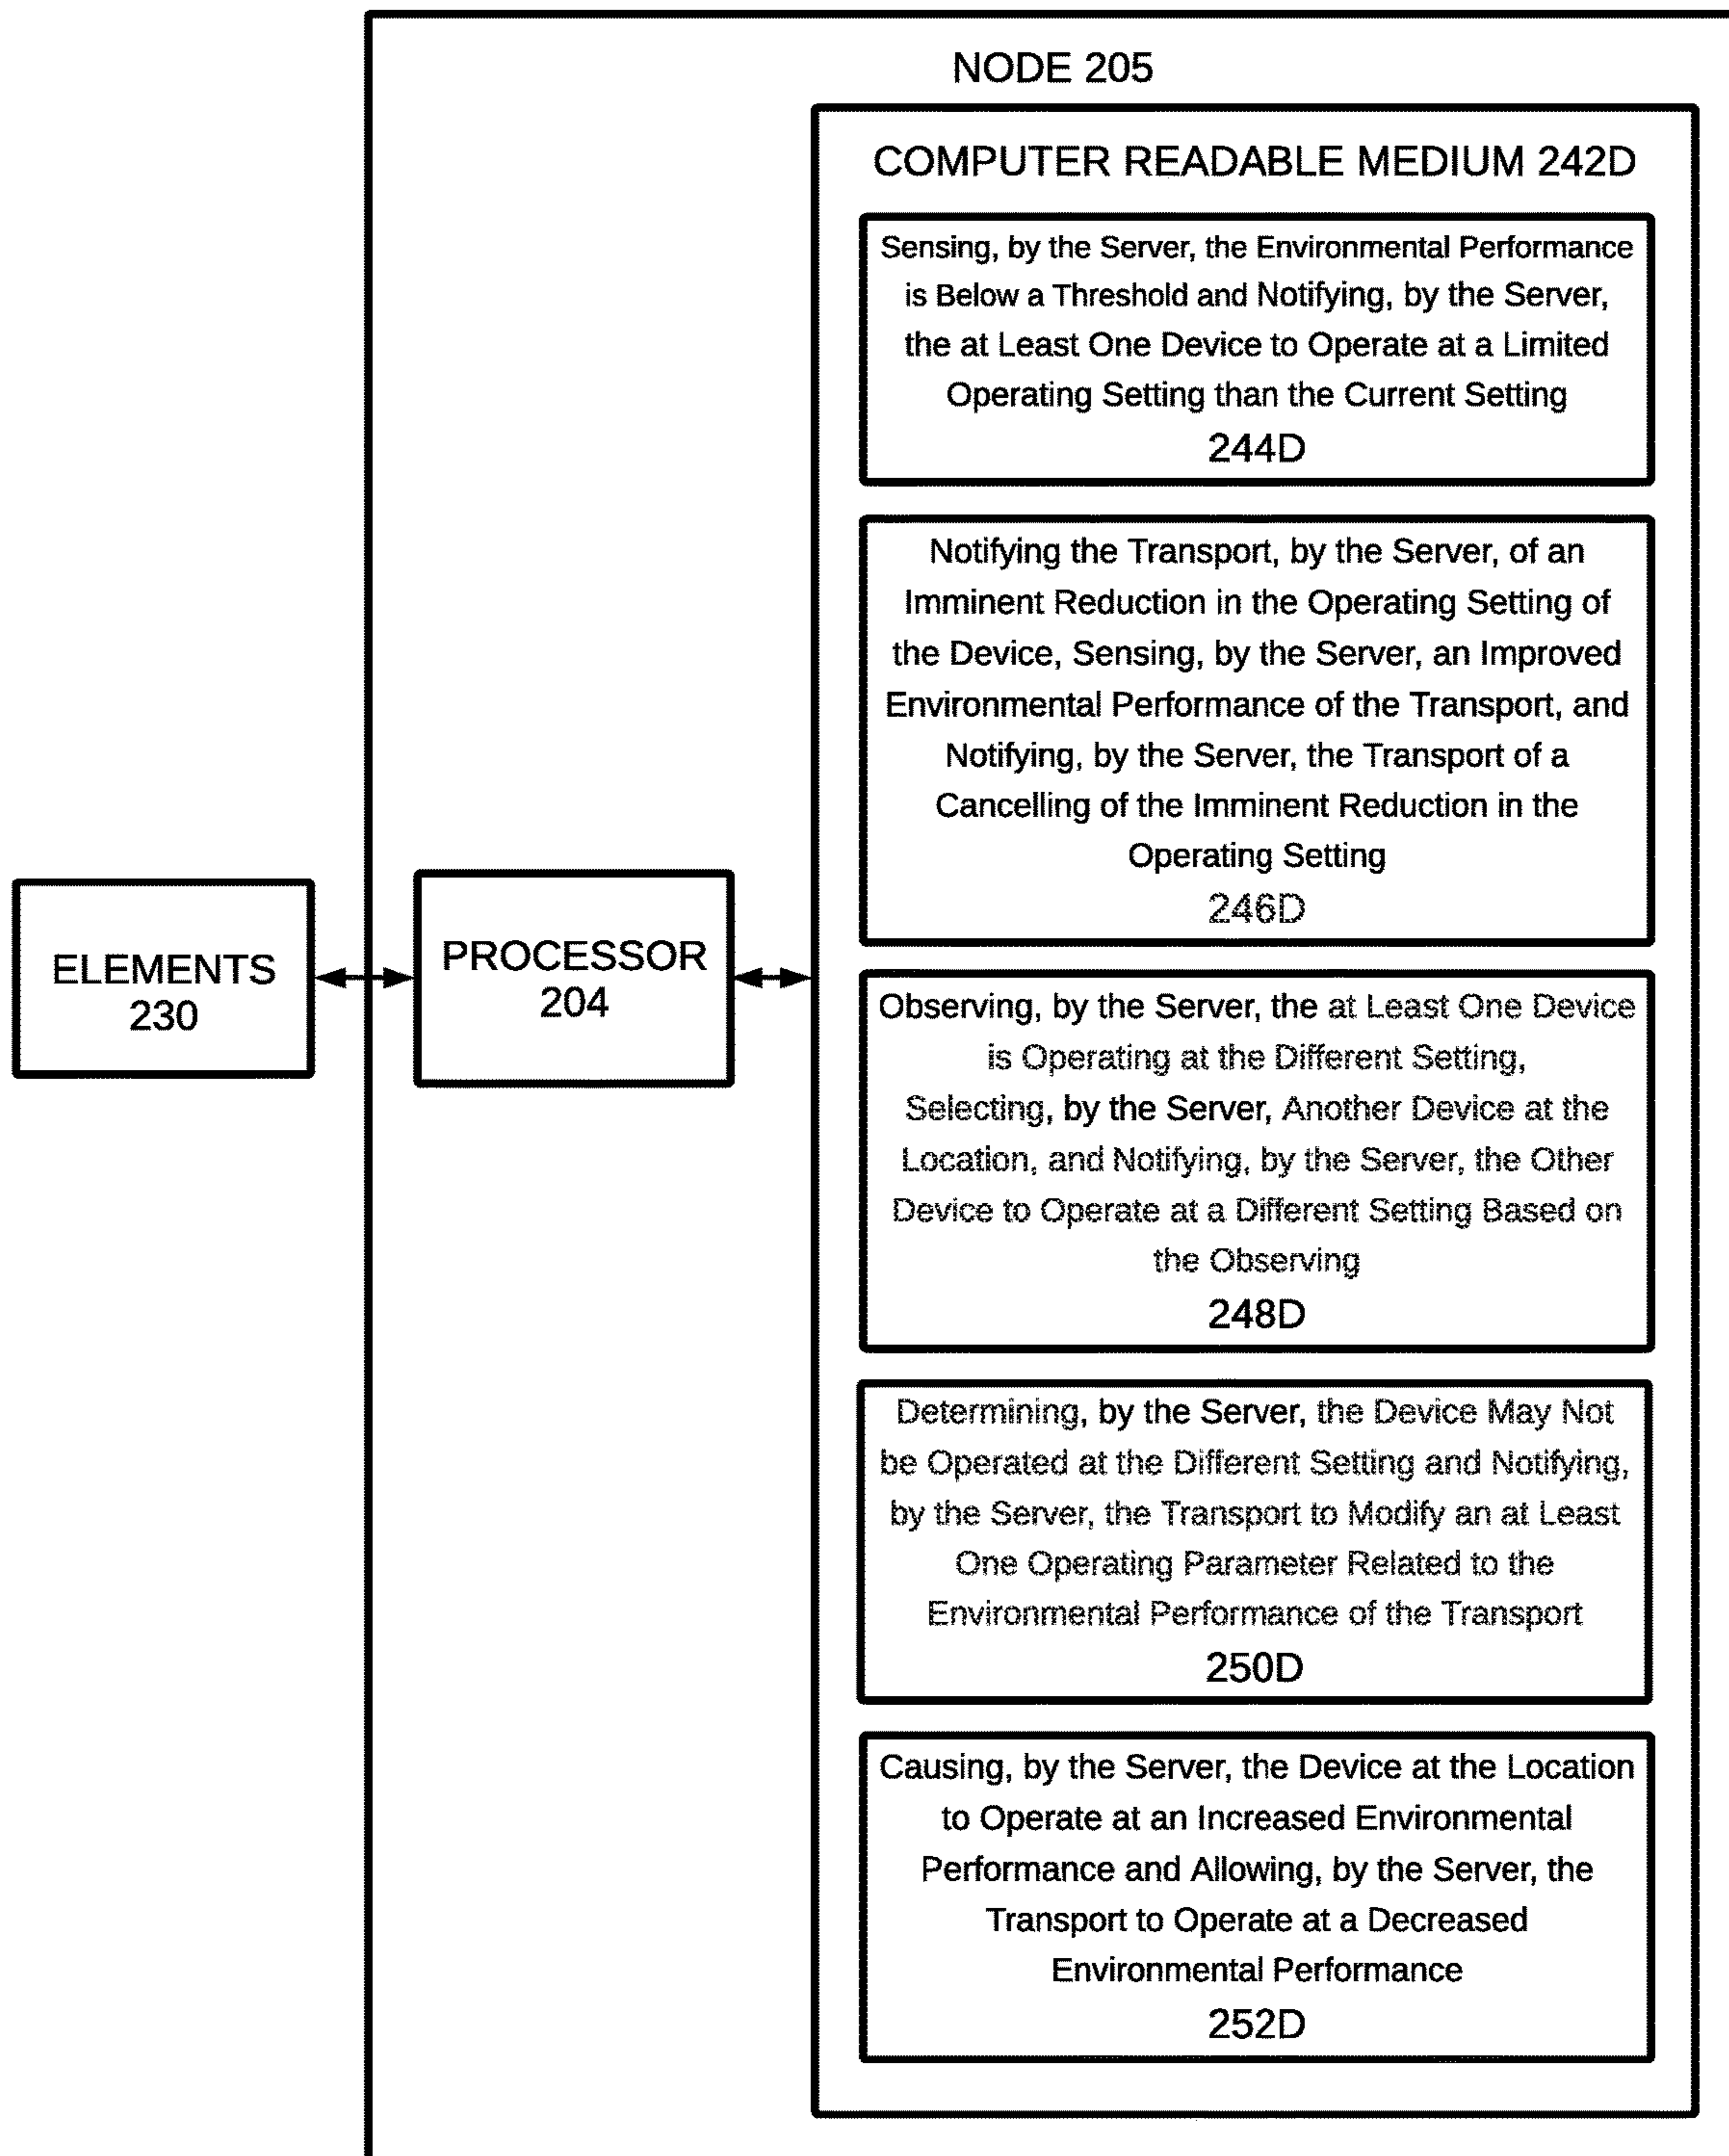 NODE 205
COMPUTER READABLE MEDIUM 242D
Sensing, by the Server, the Environmental Performance
is Below a Threshold and Notifying, by the Server,
the at Least One Device to Operate at a Limited
Operating Setting than the Current Setting
244D
Notifying the Transport, by the Server, of an
Imminent Reduction in the Operating Setting of
the Device, Sensing, by the Server, an Improved
Environmental Performance of the Transport, and
Notifying, by the Server, the Transport of a
Cancelling of the Imminent Reduction in the
Operating Setting
246D
ELEMENTS
230
PROCESSOR
204
Observing, by the Server, the at Least One Device
is Operating at the Different Setting,
Selecting, by the Server, Another Device at the
Location, and Notifying, by the Server, the Other
Device to Operate at a Different Setting Based on
the Observing
248D
Determining, by the Server, the Device May Not
be Operated at the Different Setting and Notifying,
by the Server, the Transport to Modify an at Least
One Operating Parameter Related to the
Environmental Performance of the Transport
250D
Causing, by the Server, the Device at the Location
to Operate at an Increased Environmental
Performance and Allowing, by the Server, the
Transport to Operate at a Decreased
Environmental Performance
252D